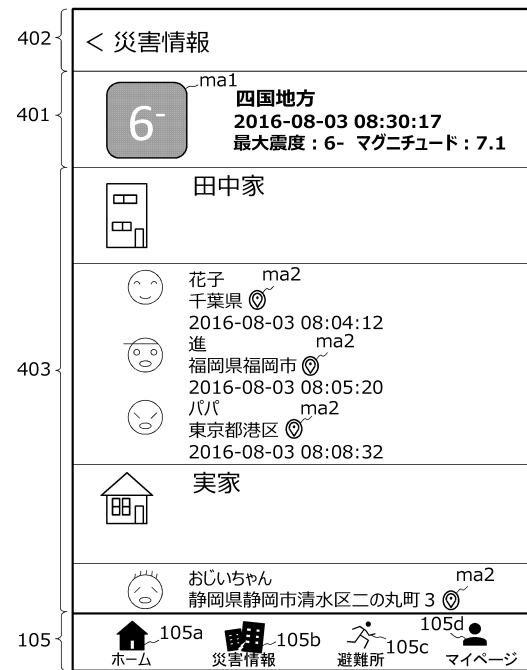 402
< 災害情報
401
6-
ma1
四国地方
2016-08-03 08:30:17
最大震度：6- マグニチュード：7.1
403
田中家
花子
ma2
千葉県
2016-08-03 08:04:12
進
ma2
福岡県福岡市
2016-08-03 08:05:20
パパ
ma2
東京都港区
2016-08-03 08:08:32
実家
おじいちゃん
ma2
静岡県静岡市清水区二の丸町3
105
105a
105b
105c
105d
ホーム
災害情報
避難所
マイページ